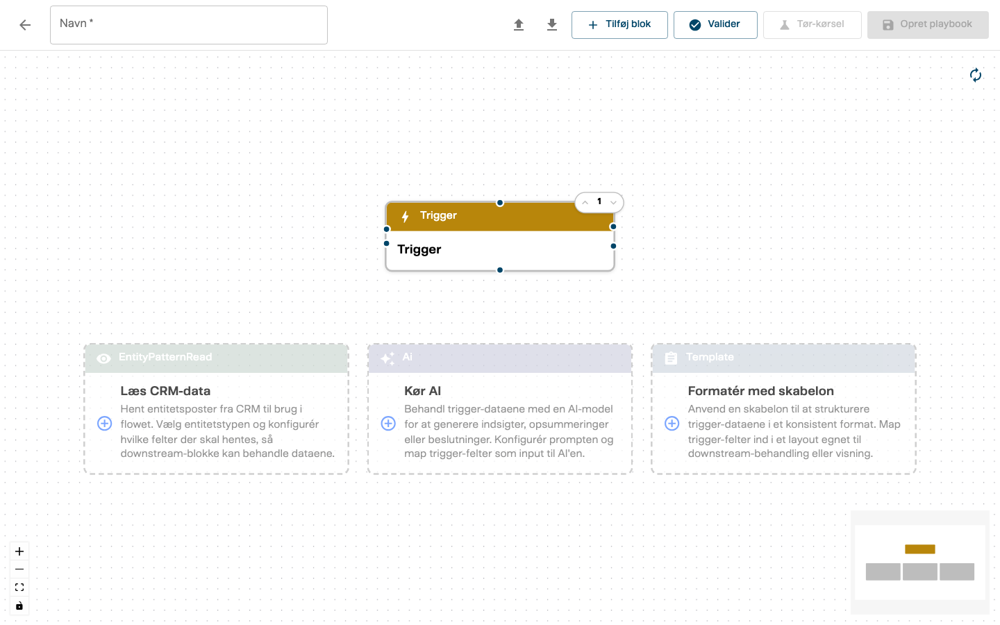 Navn *
Tilføj blok
Valider
Tør-kørsel
Opret playbook
1
Trigger
Trigger
EntityPatternRead
Læs CRM-data
Hent entitetsposter fra CRM til brug i
flowet. Vælg entitetstypen og konfigurér
hvilke felter der skal hentes, så
downstream-blokke kan behandle dataene.
Ai
Kør AI
Behandl trigger-dataene med en AI-model
for at generere indsigter, opsummeringer
eller beslutninger. Konfigurér prompten og
map trigger-felter som input til AI'en.
Template
Formatér med skabelon
Anvend en skabelon til at strukturere
trigger-dataene i et konsistent format. Map
trigger-felter ind i et layout egnet til
downstream-behandling eller visning.